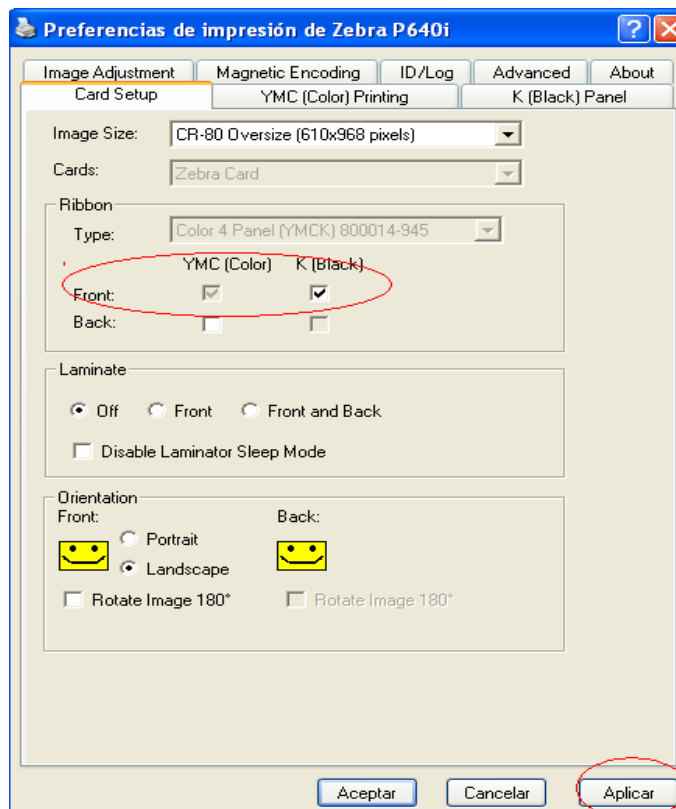 Preferencias de impresión de Zebra P640i
Image Adjustment Magnetic Encoding ID/Log Advanced About
Card Setup YMC (Color) Printing K (Black) Panel
Image Size: CR-80 Oversize (610x968 pixels)
Cards: Zebra Card
Ribbon
Type: Color 4 Panel (YMCK) 800014-945
YMC (Color) K (Black)
Front:
Back:
Laminate
Off Front Front and Back
Disable Laminator Sleep Mode
Orientation
Front: Back:
Portrait
Landscape
Rotate Image 180° Rotate Image 180°
Aceptar Cancelar Aplicar